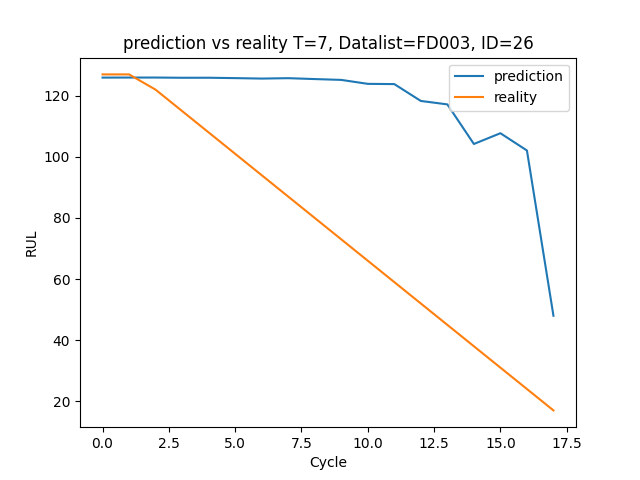 prediction vs reality T=7, Datalist=FD003, ID=26
prediction
reality
120
100
80
60
40
20
RUL
0.0 2.5 5.0 7.5 10.0 12.5 15.0 17.5
Cycle